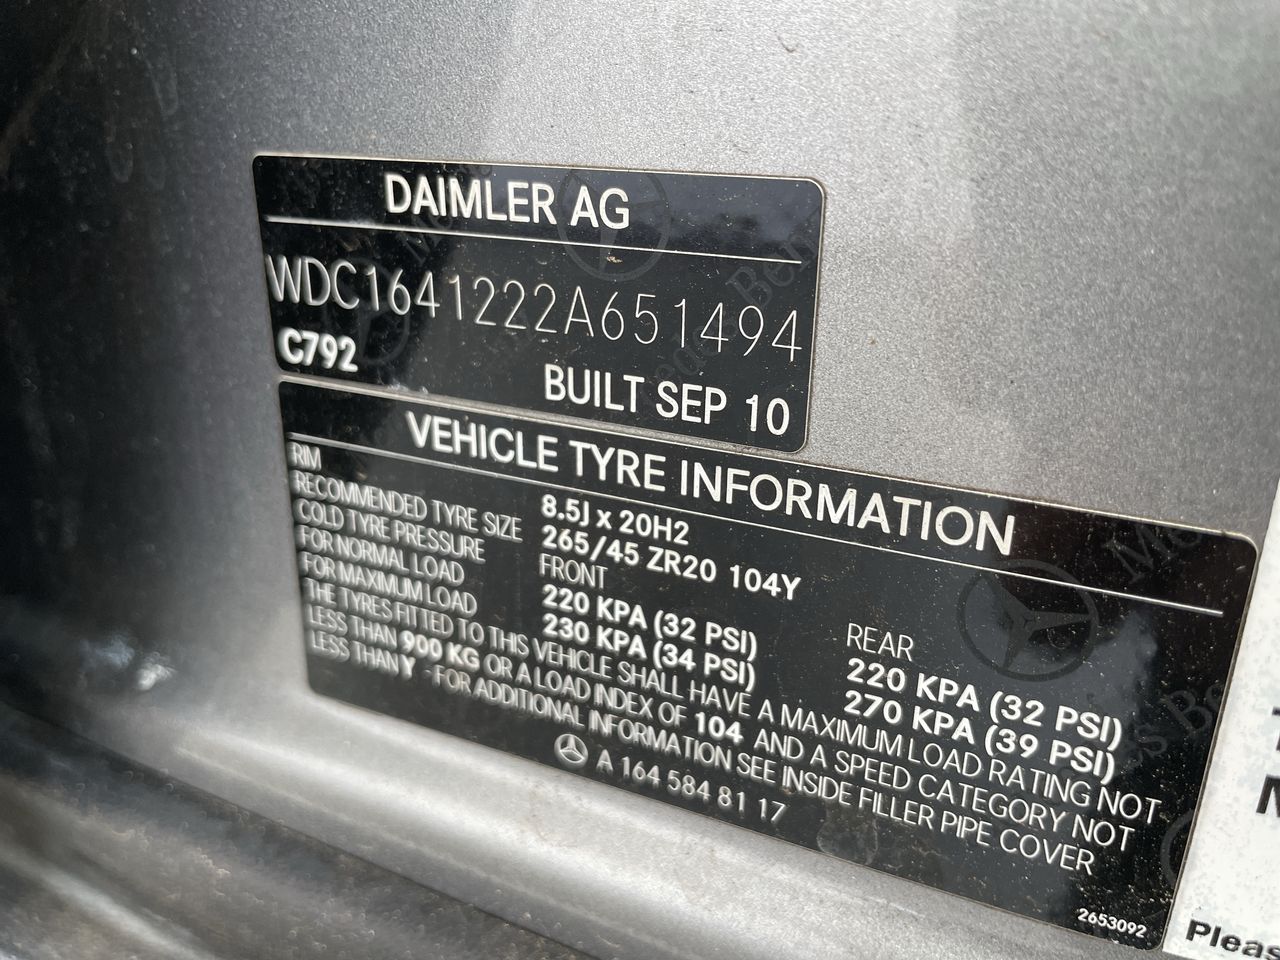 DAIMLER AG
WDC1641222A651494
C792
BUILT SEP 10
VEHICLE TYRE INFORMATION
RIM 8.5J x 20H2
RECOMMENDED TYRE SIZE 265/45 ZR20 104Y
COLD TYRE PRESSURE FRONT REAR
FOR NORMAL LOAD 220 KPA (32 PSI) 220 KPA (32 PSI)
FOR MAXIMUM LOAD 230 KPA (34 PSI) 270 KPA (39 PSI)
THE TYRES FITTED TO THIS VEHICLE SHALL HAVE A MAXIMUM LOAD RATING NOT
LESS THAN 900 KG OR A LOAD INDEX OF 104 AND A SPEED CATEGORY NOT
LESS THAN Y - FOR ADDITIONAL INFORMATION SEE INSIDE FILLER PIPE COVER
A 164 584 81 17
2653092